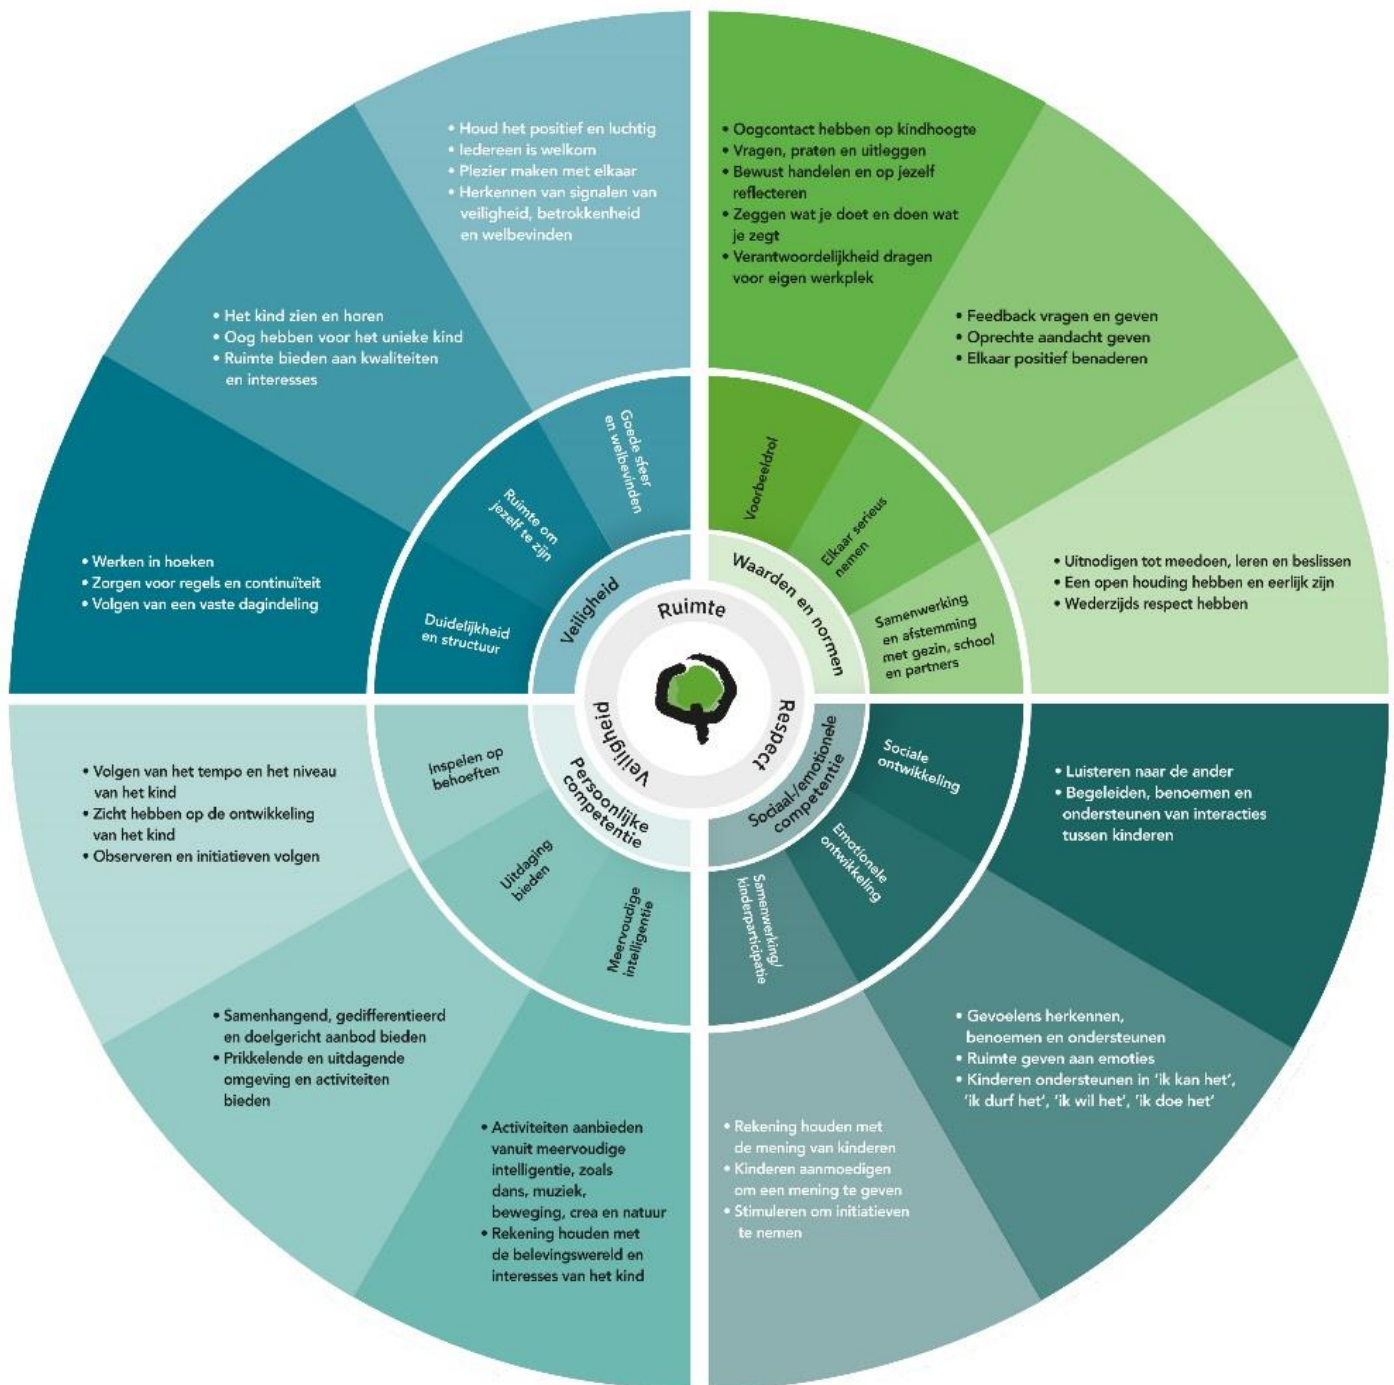 • Houd het positief en luchtig
• Iedereen is welkom
• Plezier maken met elkaar
• Herkennen van signalen van
veiligheid, betrokkenheid
en welbevinden
• Oogcontact hebben op kindhoogte
• Vragen, praten en uitleggen
• Bewust handelen en op jezelf
reflecteren
• Zeggen wat je doet en doen wat
je zegt
• Verantwoordelijkheid dragen
voor eigen werkplek
• Het kind zien en horen
• Oog hebben voor het unieke kind
• Ruimte bieden aan kwaliteiten
en interesses
• Feedback vragen en geven
• Oprechte aandacht geven
• Elkaar positief benaderen
• Werken in hoeken
• Zorgen voor regels en continuïteit
• Volgen van een vaste dagindeling
• Uitnodigen tot meedoen, leren en beslissen
• Een open houding hebben en eerlijk zijn
• Wederzijds respect hebben
Goede sfeer
en welbevinden
Ruimte om
jezelf te zijn
Duidelijkheid
en structuur
Voorbeeldrol
Elkaar serieus
nemen
Samenwerking
en afstemming
met gezin, school
en partners
Veiligheid
Waarden en normen
Ruimte
Respect
Veiligheid
Persoonlijke
competentie
Sociaal-/emotionele
competentie
Inspelen op
behoeften
Uitdaging
bieden
Meervoudige
intelligentie
Sociale
ontwikkeling
Emotionele
ontwikkeling
Samenwerking/
kinderparticipatie
• Volgen van het tempo en het niveau
van het kind
• Zicht hebben op de ontwikkeling
van het kind
• Observeren en initiatieven volgen
• Luisteren naar de ander
• Begeleiden, benoemen en
ondersteunen van interacties
tussen kinderen
• Samenhangend, gedifferentieerd
en doelgericht aanbod bieden
• Prikkelende en uitdagende
omgeving en activiteiten
bieden
• Gevoelens herkennen,
benoemen en ondersteunen
• Ruimte geven aan emoties
• Kinderen ondersteunen in 'ik kan het',
'ik durf het', 'ik wil het', 'ik doe het'
• Activiteiten aanbieden
vanuit meervoudige
intelligentie, zoals
dans, muziek,
beweging, crea en natuur
• Rekening houden met
de belevingswereld en
interesses van het kind
• Rekening houden met
de mening van kinderen
• Kinderen aanmoedigen
om een mening te geven
• Stimuleren om initiatieven
te nemen